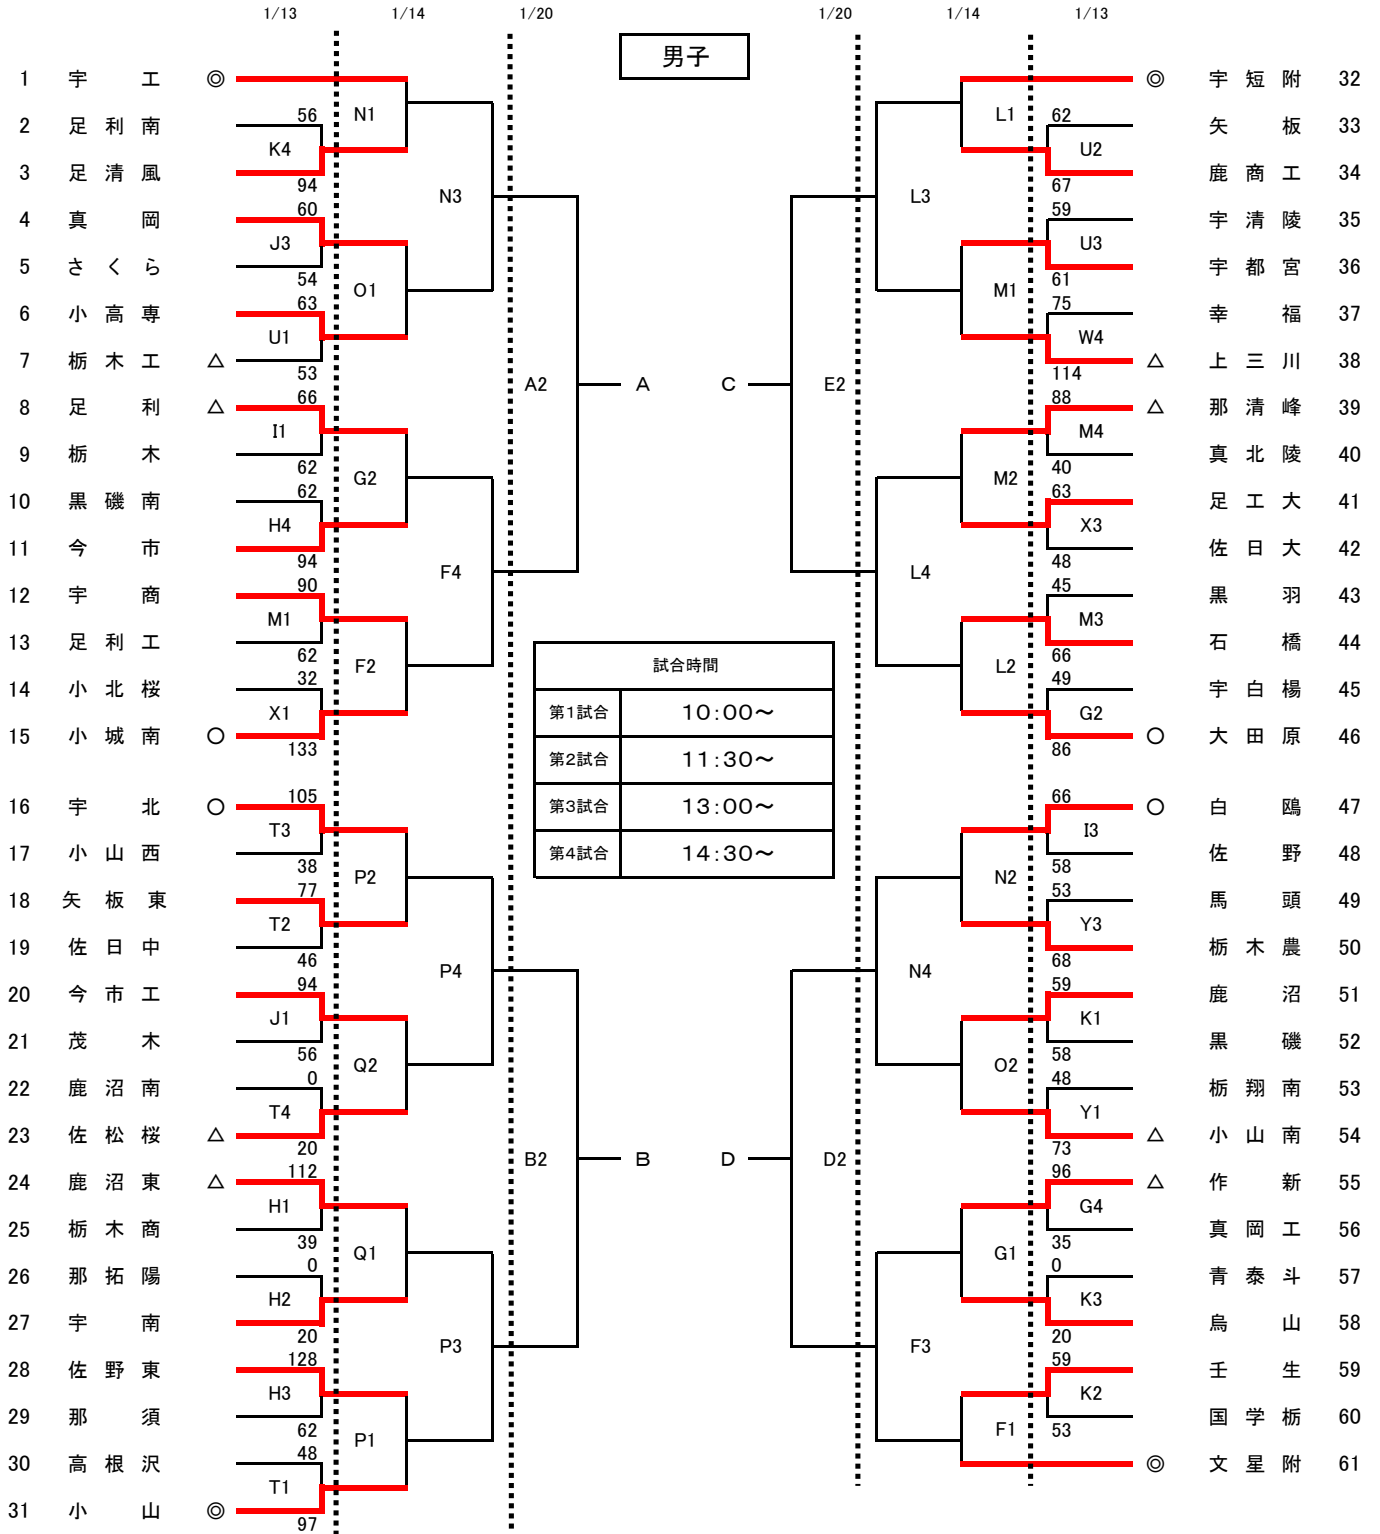 1/13 1/14 1/20 1/20 1/14 1/13
男子
1 宇工 ◎ ◎ 宇短附 32
56 N1 L1 62
2 足利南 矢板 33
K4 U2
3 足清風 鹿商工 34
94 N3 L3 67
60 59
4 真岡 宇清陵 35
J3 U3
5 さくら 宇都宮 36
54 O1 M1 61
63 75
6 小高専 幸福 37
U1 W4
7 栃木工 △ △ 上三川 38
53 A2 A C E2 114
66 88
8 足利 △ △ 那清峰 39
I1 M4
9 栃木 真北陵 40
62 G2 M2 40
62 63
10 黒磯南 足工大 41
H4 X3
11 今市 佐日大 42
94 F4 L4 48
90 45
12 宇商 黒羽 43
M1 M3
13 足利工 石橋 44
62 F2 L2 66
32 49
14 小北桜 宇白楊 45
X1 G2
15 小城南 ○ ○ 大田原 46
133 86
試合時間
第1試合 10:00～
第2試合 11:30～
第3試合 13:00～
第4試合 14:30～
105 66
16 宇北 ○ ○ 白鴎 47
T3 I3
17 小山西 佐野 48
38 P2 N2 58
77 53
18 矢板東 馬頭 49
T2 Y3
19 佐日中 栃木農 50
46 P4 N4 68
94 59
20 今市工 鹿沼 51
J1 K1
21 茂木 黒磯 52
56 Q2 O2 58
0 48
22 鹿沼南 栃翔南 53
T4 Y1
23 佐松桜 △ △ 小山南 54
20 B2 B D D2 73
112 96
24 鹿沼東 △ △ 作新 55
H1 G4
25 栃木商 真岡工 56
39 Q1 G1 35
0 0
26 那拓陽 青泰斗 57
H2 K3
27 宇南 烏山 58
20 P3 F3 20
128 59
28 佐野東 壬生 59
H3 K2
29 那須 国学栃 60
62 P1 F1 53
48
30 高根沢 ◎ 文星附 61
T1
31 小山 ◎
97